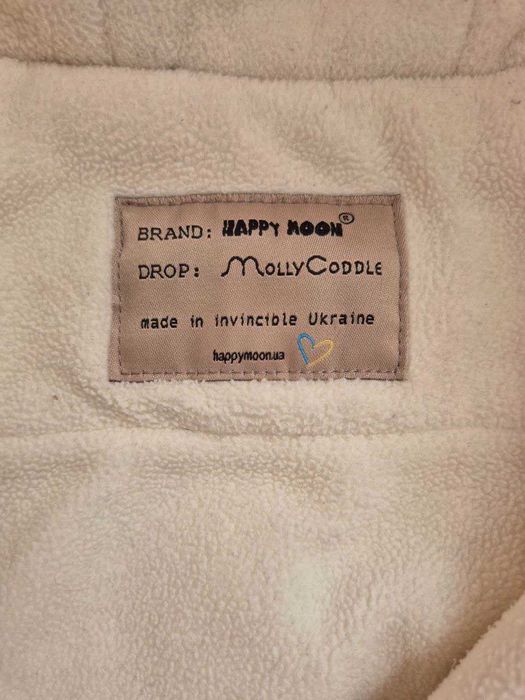 BRAND: HAPPY MOON®
DROP: MOLLYCODDLE
made in invincible Ukraine
happymoon.ua